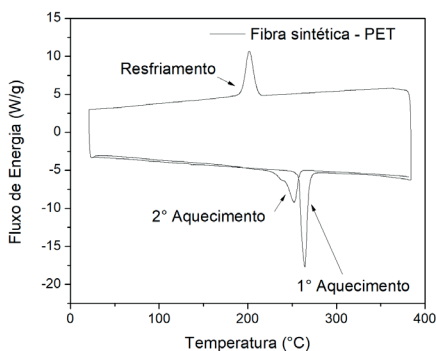 Fibra sintética - PET
Resfriamento
2° Aquecimento
1° Aquecimento
Fluxo de Energia (W/g)
15
10
5
0
-5
-10
-15
-20
0
100
200
300
400
Temperatura (°C)